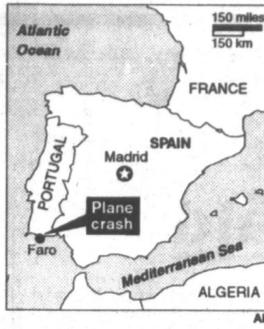 Atlantic
Ocean
150 miles
150 km
FRANCE
PORTUGAL
SPAIN
Madrid
Plane
crash
Faro
Mediterranean Sea
ALGERIA